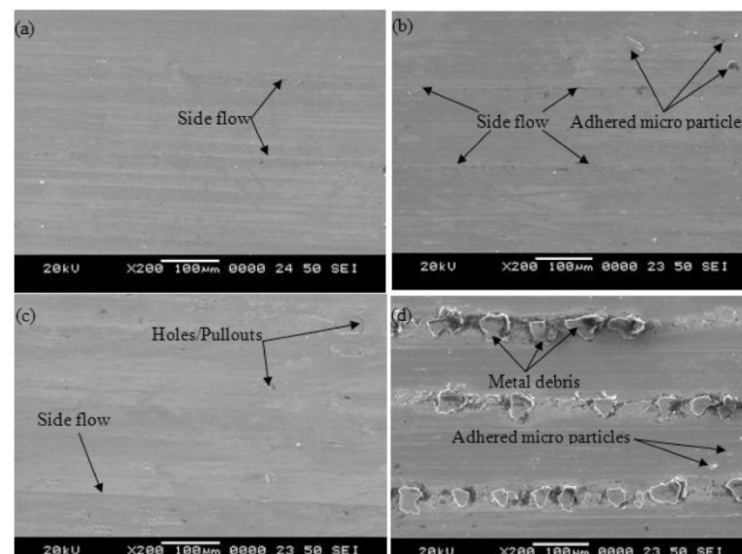 (a)
Side flow
20kV X200 100µm 0000 24 50 SEI
(b)
Side flow
Adhered micro particle
20kV X200 100µm 0000 23 50 SEI
(c)
Holes/Pullouts
Side flow
20kV X200 100µm 0000 23 50 SEI
(d)
Metal debris
Adhered micro particles
20kV X200 100µm 0000 23 50 SEI